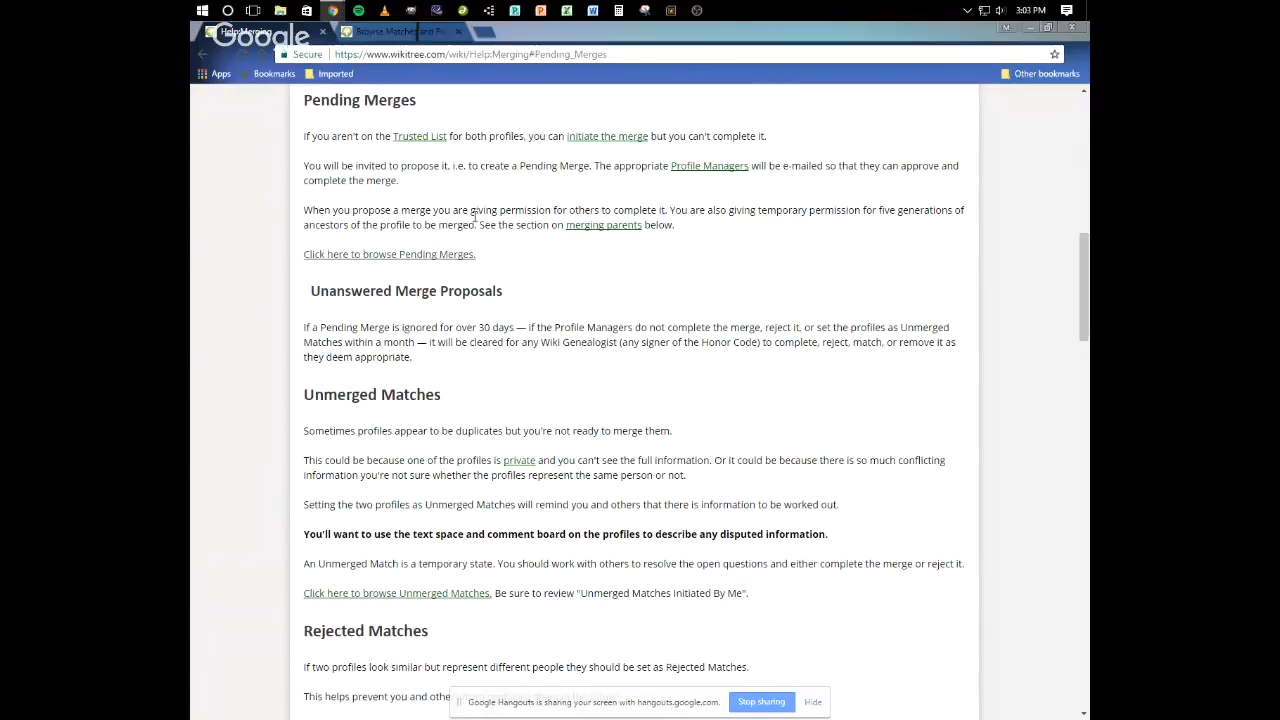 3:03 PM
Help:Merging
Browse Matches and P
Google
Secure https://www.wikitree.com/wiki/Help:Merging#Pending_Merges
Apps Bookmarks Imported Other bookmarks
Pending Merges
If you aren't on the Trusted List for both profiles, you can initiate the merge but you can't complete it.
You will be invited to propose it, i.e. to create a Pending Merge. The appropriate Profile Managers will be e-mailed so that they can approve and
complete the merge.
When you propose a merge you are giving permission for others to complete it. You are also giving temporary permission for five generations of
ancestors of the profile to be merged. See the section on merging parents below.
Click here to browse Pending Merges.
Unanswered Merge Proposals
If a Pending Merge is ignored for over 30 days — if the Profile Managers do not complete the merge, reject it, or set the profiles as Unmerged
Matches within a month — it will be cleared for any Wiki Genealogist (any signer of the Honor Code) to complete, reject, match, or remove it as
they deem appropriate.
Unmerged Matches
Sometimes profiles appear to be duplicates but you're not ready to merge them.
This could be because one of the profiles is private and you can't see the full information. Or it could be because there is so much conflicting
information you're not sure whether the profiles represent the same person or not.
Setting the two profiles as Unmerged Matches will remind you and others that there is information to be worked out.
You'll want to use the text space and comment board on the profiles to describe any disputed information.
An Unmerged Match is a temporary state. You should work with others to resolve the open questions and either complete the merge or reject it.
Click here to browse Unmerged Matches. Be sure to review "Unmerged Matches Initiated By Me".
Rejected Matches
If two profiles look similar but represent different people they should be set as Rejected Matches.
This helps prevent you and othe
Google Hangouts is sharing your screen with hangouts.google.com. Stop sharing Hide